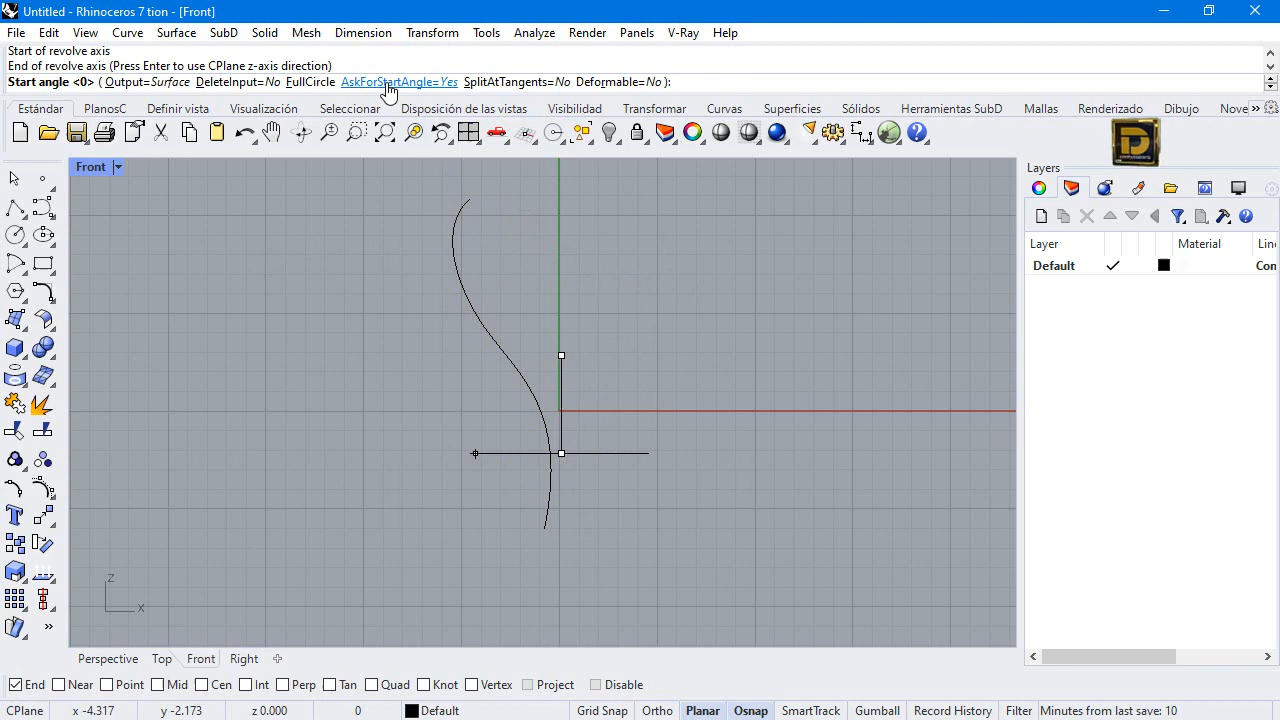 Untitled - Rhinoceros 7 tion - [Front]
File Edit View Curve Surface SubD Solid Mesh Dimension Transform Tools Analyze Render Panels V-Ray Help
Start of revolve axis
End of revolve axis (Press Enter to use CPlane z-axis direction)
Start angle <0> ( Output=Surface DeleteInput=No FullCircle AskForStartAngle=Yes SplitAtTangents=No Deformable=No ):
Estándar PlanosC Definir vista Visualización Seleccionar Disposición de las vistas Visibilidad Transformar Curvas Superficies Sólidos Herramientas SubD Mallas Renderizado Dibujo Nove »
Front
Layers
Layer Material Line
Default Con
z
x
»
Perspective Top Front Right
End Near Point Mid Cen Int Perp Tan Quad Knot Vertex Project Disable
CPlane x -4.317 y -2.173 z 0.000 0 Default Grid Snap Ortho Planar Osnap SmartTrack Gumball Record History Filter Minutes from last save: 10